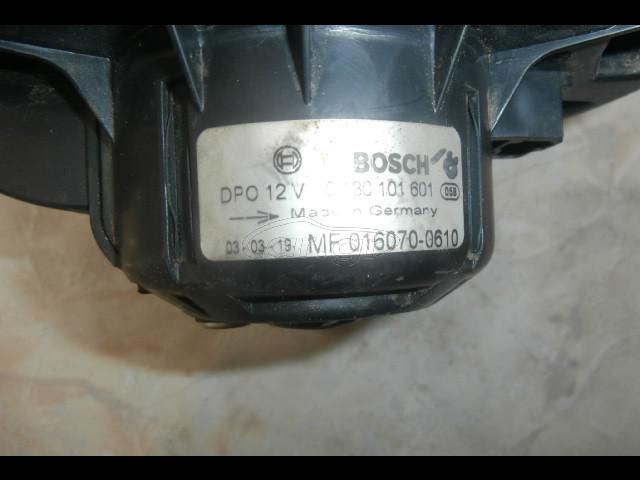 BOSCH
DPO 12 V 130 101 601 058
Made in Germany
03 03 19 MF 016070-0610